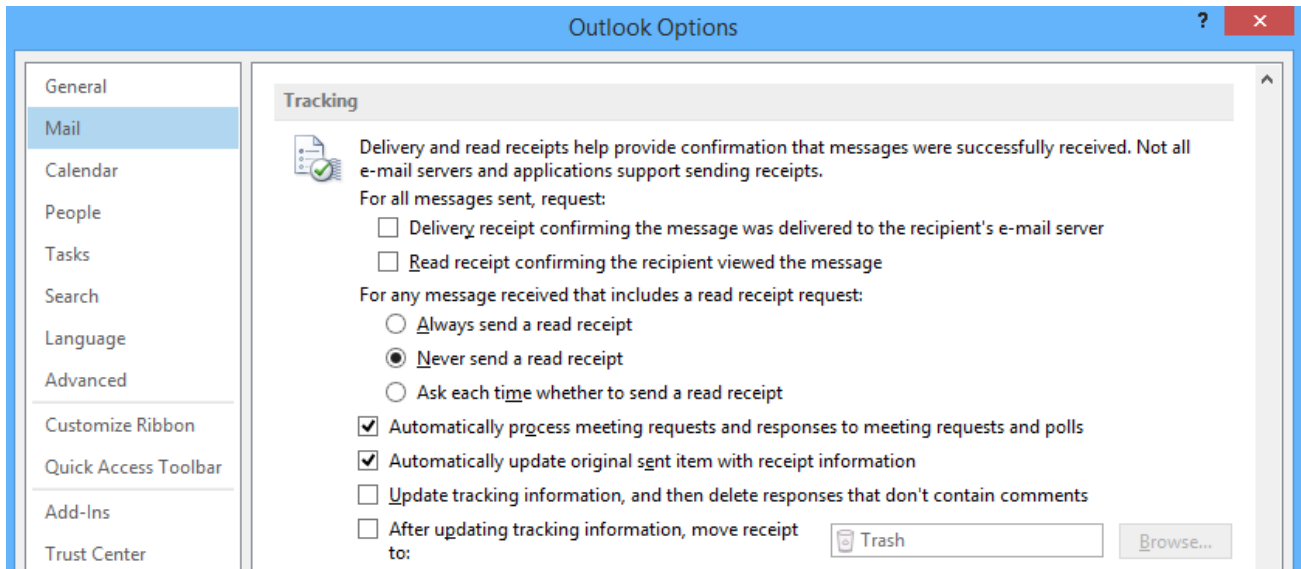 Outlook Options
?
General
Mail
Calendar
People
Tasks
Search
Language
Advanced
Customize Ribbon
Quick Access Toolbar
Add-Ins
Trust Center
Tracking
Delivery and read receipts help provide confirmation that messages were successfully received. Not all
e-mail servers and applications support sending receipts.
For all messages sent, request:
Delivery receipt confirming the message was delivered to the recipient's e-mail server
Read receipt confirming the recipient viewed the message
For any message received that includes a read receipt request:
Always send a read receipt
Never send a read receipt
Ask each time whether to send a read receipt
Automatically process meeting requests and responses to meeting requests and polls
Automatically update original sent item with receipt information
Update tracking information, and then delete responses that don't contain comments
After updating tracking information, move receipt
to:
Trash
Browse...